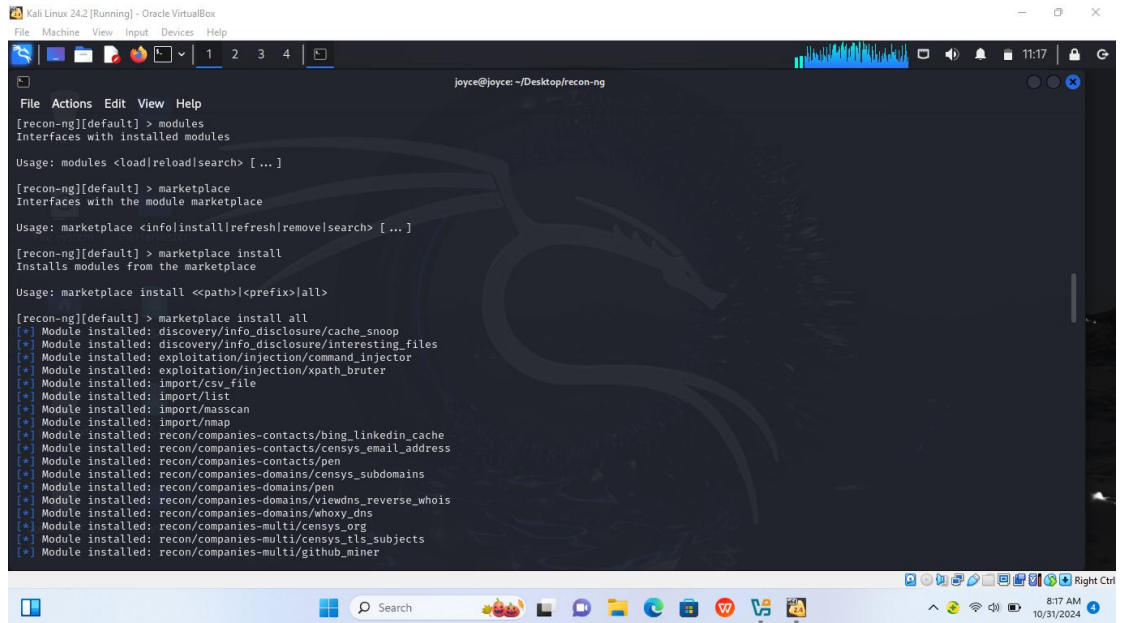 Kali Linux 24.2 [Running] - Oracle VirtualBox
File Machine View Input Devices Help
1 2 3 4
11:17
joyce@joyce: ~/Desktop/recon-ng
File Actions Edit View Help
[recon-ng][default] > modules
Interfaces with installed modules
Usage: modules <load|reload|search> [ ... ]
[recon-ng][default] > marketplace
Interfaces with the module marketplace
Usage: marketplace <info|install|refresh|remove|search> [ ... ]
[recon-ng][default] > marketplace install
Installs modules from the marketplace
Usage: marketplace install <<path>|<prefix>|all>
[recon-ng][default] > marketplace install all
[*] Module installed: discovery/info_disclosure/cache_snoop
[*] Module installed: discovery/info_disclosure/interesting_files
[*] Module installed: exploitation/injection/command_injector
[*] Module installed: exploitation/injection/xpath_bruter
[*] Module installed: import/csv_file
[*] Module installed: import/list
[*] Module installed: import/masscan
[*] Module installed: import/nmap
[*] Module installed: recon/companies-contacts/bing_linkedin_cache
[*] Module installed: recon/companies-contacts/censys_email_address
[*] Module installed: recon/companies-contacts/pen
[*] Module installed: recon/companies-domains/censys_subdomains
[*] Module installed: recon/companies-domains/pen
[*] Module installed: recon/companies-domains/viewdns_reverse_whois
[*] Module installed: recon/companies-domains/whoxy_dns
[*] Module installed: recon/companies-multi/censys_org
[*] Module installed: recon/companies-multi/censys_tls_subjects
[*] Module installed: recon/companies-multi/github_miner
Right Ctrl
Search
8:17 AM
10/31/2024
4